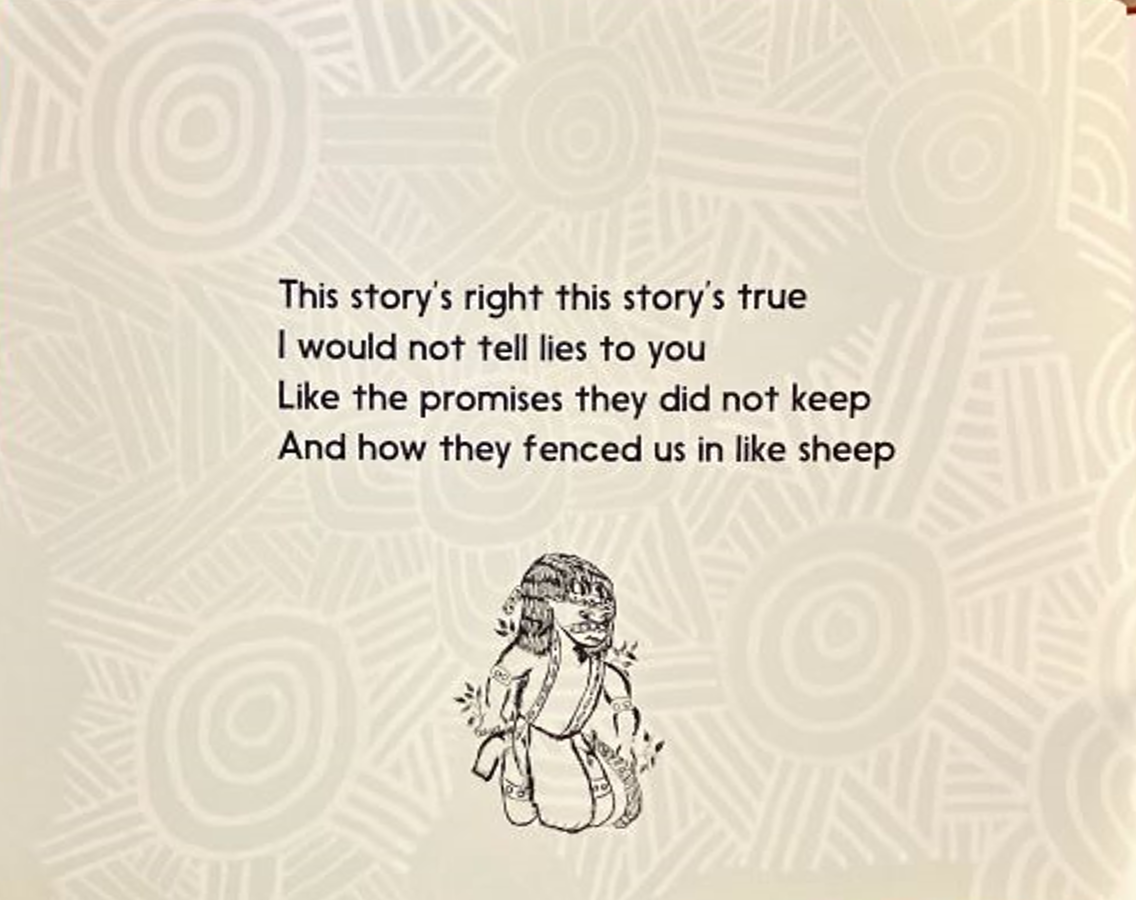 This story's right this story's true
I would not tell lies to you
Like the promises they did not keep
And how they fenced us in like sheep